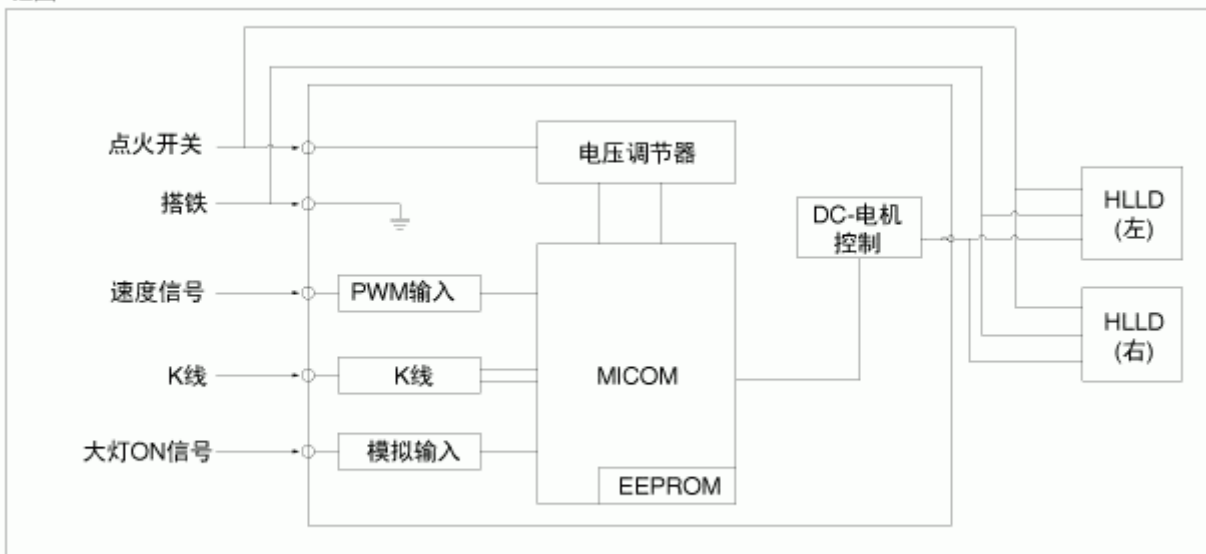 点火开关
电压调节器
搭铁
DC-电机
控制
HLLD
(左)
速度信号
PWM输入
HLLD
(右)
K线
K线
MICOM
大灯ON信号
模拟输入
EEPROM